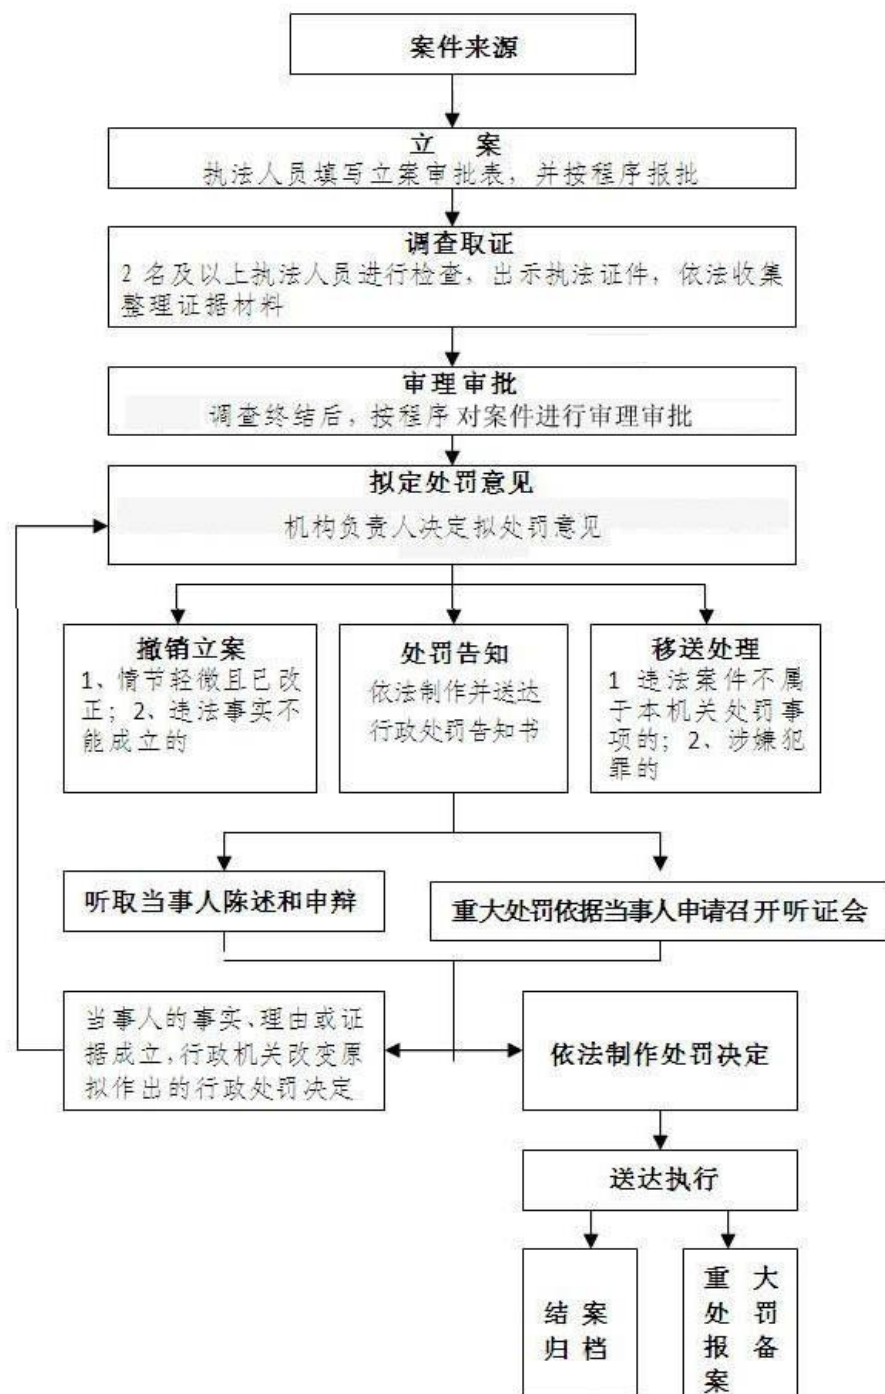 案件来源
立 案
执法人员填写立案审批表，并按程序报批
调查取证
2 名及以上执法人员进行检查，出示执法证件，依法收集
整理证据材料
审理审批
调查终结后，按程序对案件进行审理审批
拟定处罚意见
机构负责人决定拟处罚意见
撤销立案
1、情节轻微且已改
正；2、违法事实不
能成立的
处罚告知
依法制作并送达
行政处罚告知书
移送处理
1 违法案件不属
于本机关处罚事
项的；2、涉嫌犯
罪的
听取当事人陈述和申辩
重大处罚依据当事人申请召开听证会
当事人的事实、理由或证
据成立，行政机关改变原
拟作出的行政处罚决定
依法制作处罚决定
送达执行
结 案
归 档
重 大
处 罚
报 备
案